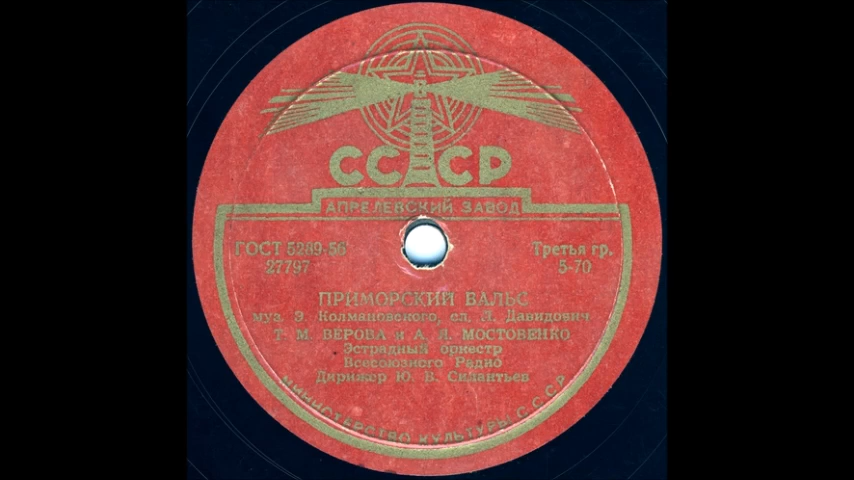 СССР
АПРЕЛЕВСКИЙ ЗАВОД
ГОСТ 5289-56
27797
Третья гр.
5-70
ПРИМОРСКИЙ ВАЛЬС
муз. Э. Колмановского, сл. Л. Давидович
Т. М. ВЕРОВА и А. Я. МОСТОВЕНКО
Эстрадный оркестр
Всесоюзного Радио
Дирижер Ю. В. Силантьев
МИНИСТЕРСТВО КУЛЬТУРЫ СССР